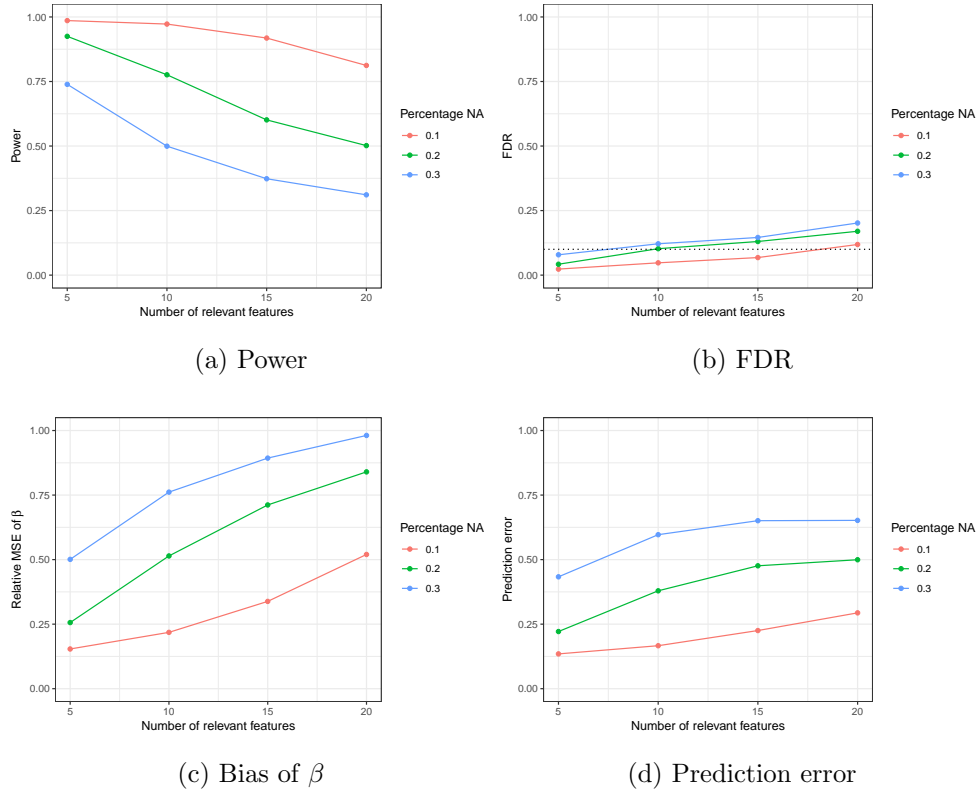 1.00
0.75
0.50
0.25
0.00
Power
5 10 15 20
Number of relevant features
Percentage NA
0.1
0.2
0.3
(a) Power
1.00
0.75
0.50
0.25
0.00
FDR
5 10 15 20
Number of relevant features
Percentage NA
0.1
0.2
0.3
(b) FDR
1.00
0.75
0.50
0.25
0.00
Relative MSE of β
5 10 15 20
Number of relevant features
Percentage NA
0.1
0.2
0.3
(c) Bias of β
1.00
0.75
0.50
0.25
0.00
Prediction error
5 10 15 20
Number of relevant features
Percentage NA
0.1
0.2
0.3
(d) Prediction error